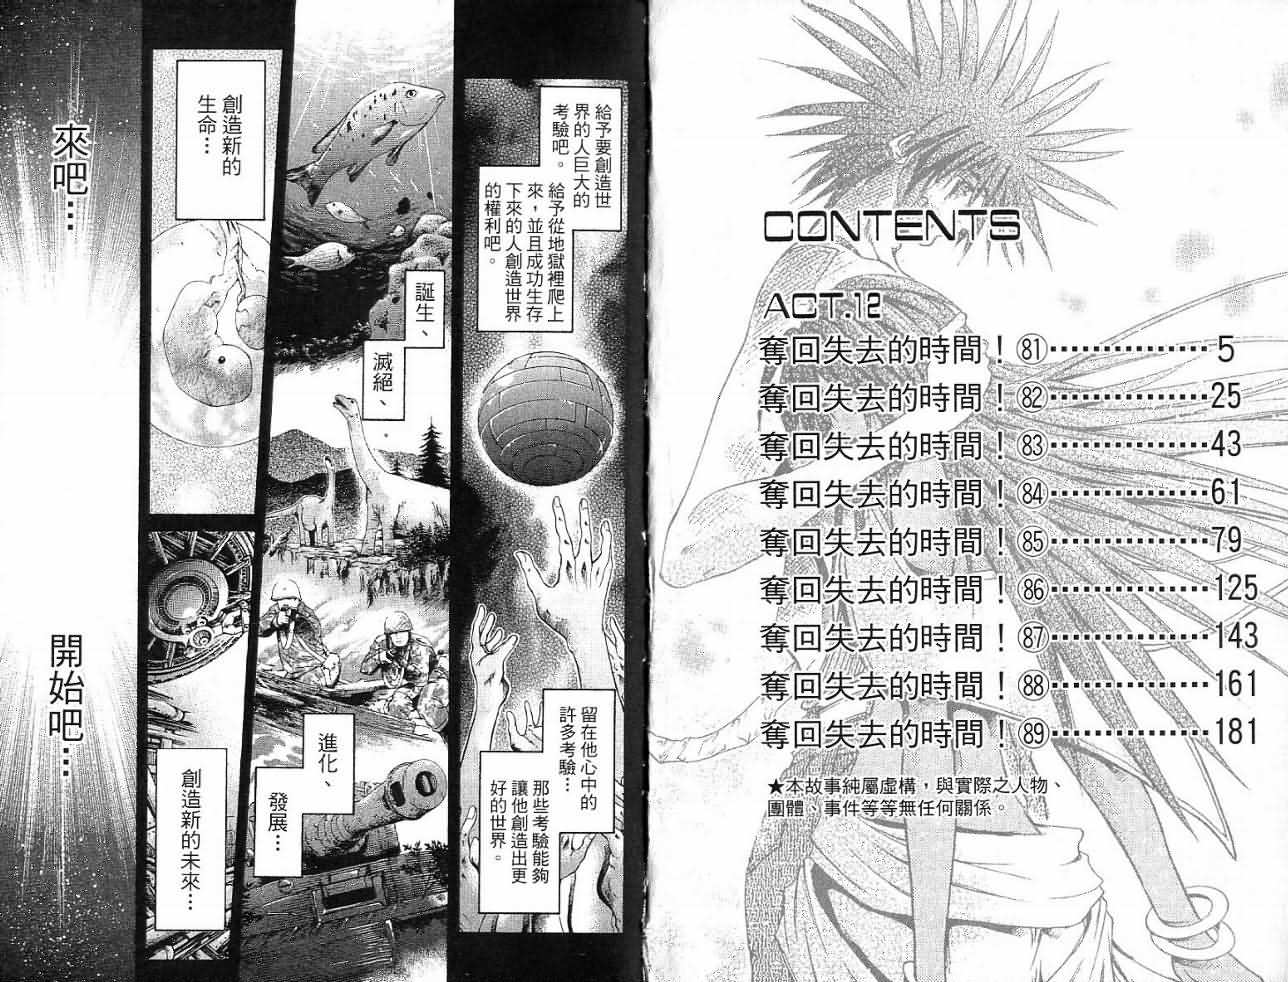 CONTENTS
ACT.12
奪回失去的時間！㉛………………5
奪回失去的時間！㉜………………25
奪回失去的時間！㉝………………43
奪回失去的時間！㉞………………61
奪回失去的時間！㉟………………79
奪回失去的時間！㊱………………125
奪回失去的時間！㊲………………143
奪回失去的時間！㊳………………161
奪回失去的時間！㊴………………181
★本故事純屬虛構，與實際之人物、
團體、事件等等無任何關係。
給予要創造世
界的人巨大的
考驗吧。
給予從地獄裡爬上
來，並且成功生存
下來的人創造世界
的權利吧。
留在他心中的
許多考驗…
那些考驗能夠
讓他創造出更
好的世界。
誕生、
滅絕、
進化、
發展…
創造新的
生命…
創造新的未來…
來吧…
開始吧…